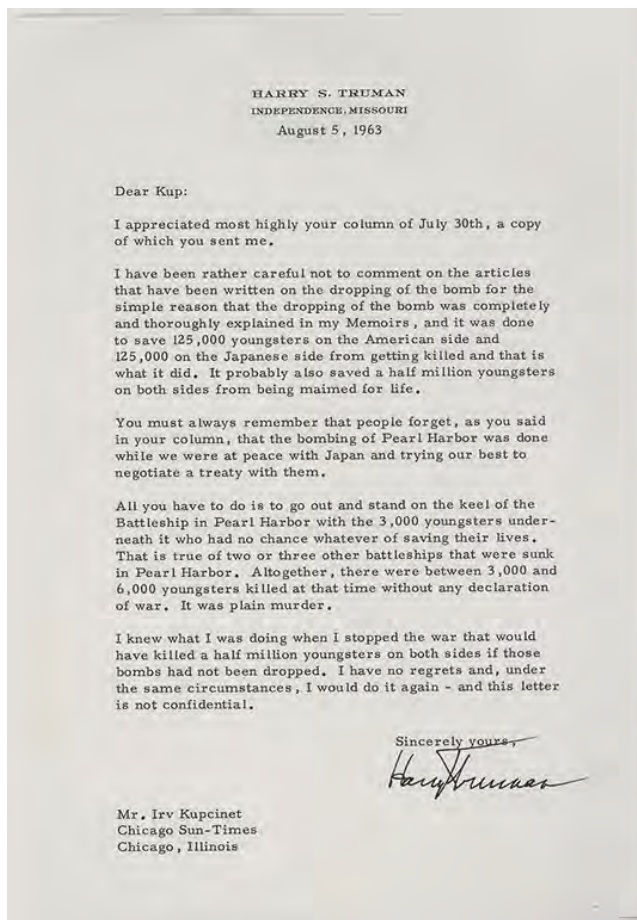 HARRY S. TRUMAN
INDEPENDENCE, MISSOURI
August 5, 1963
Dear Kup:
I appreciated most highly your column of July 30th, a copy
of which you sent me.
I have been rather careful not to comment on the articles
that have been written on the dropping of the bomb for the
simple reason that the dropping of the bomb was completely
and thoroughly explained in my Memoirs, and it was done
to save 125,000 youngsters on the American side and
125,000 on the Japanese side from getting killed and that is
what it did. It probably also saved a half million youngsters
on both sides from being maimed for life.
You must always remember that people forget, as you said
in your column, that the bombing of Pearl Harbor was done
while we were at peace with Japan and trying our best to
negotiate a treaty with them.
All you have to do is to go out and stand on the keel of the
Battleship in Pearl Harbor with the 3,000 youngsters under-
neath it who had no chance whatever of saving their lives.
That is true of two or three other battleships that were sunk
in Pearl Harbor. Altogether, there were between 3,000 and
6,000 youngsters killed at that time without any declaration
of war. It was plain murder.
I knew what I was doing when I stopped the war that would
have killed a half million youngsters on both sides if those
bombs had not been dropped. I have no regrets and, under
the same circumstances, I would do it again - and this letter
is not confidential.
Sincerely yours,
Harry Truman
Mr. Irv Kupcinet
Chicago Sun-Times
Chicago, Illinois